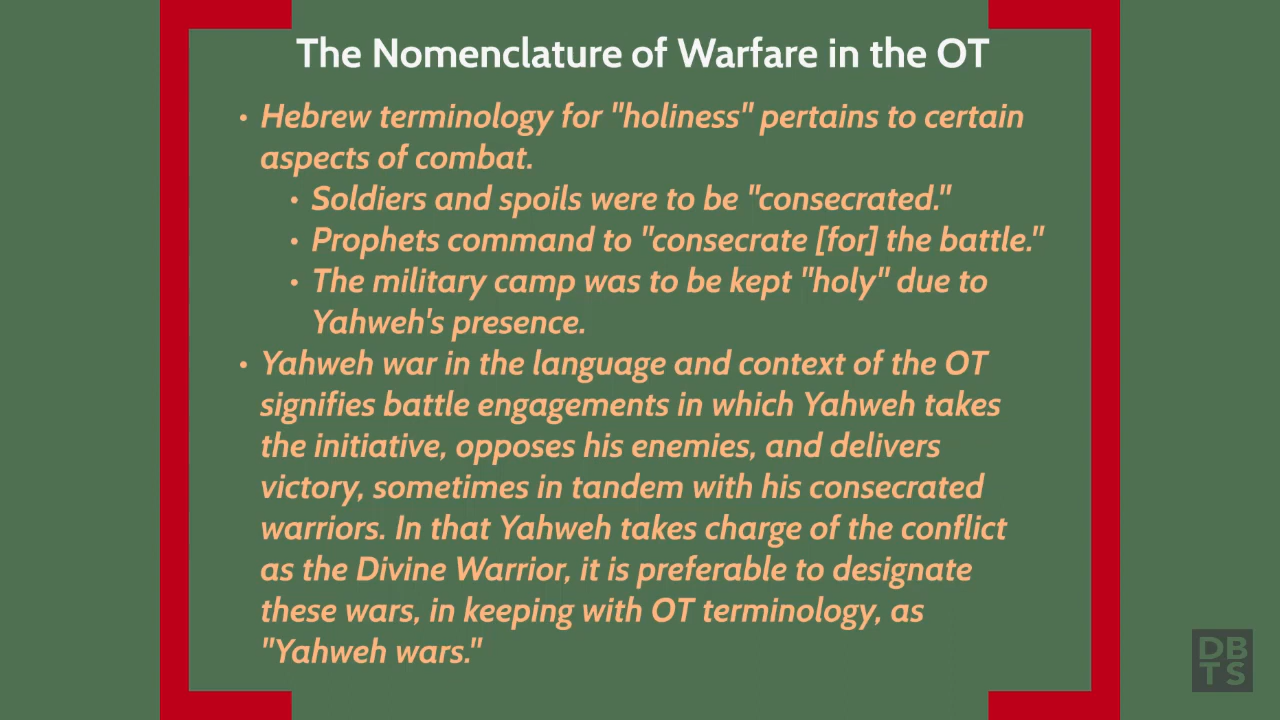 The Nomenclature of Warfare in the OT
• Hebrew terminology for "holiness" pertains to certain
aspects of combat.
• Soldiers and spoils were to be "consecrated."
• Prophets command to "consecrate [for] the battle."
• The military camp was to be kept "holy" due to
Yahweh's presence.
• Yahweh war in the language and context of the OT
signifies battle engagements in which Yahweh takes
the initiative, opposes his enemies, and delivers
victory, sometimes in tandem with his consecrated
warriors. In that Yahweh takes charge of the conflict
as the Divine Warrior, it is preferable to designate
these wars, in keeping with OT terminology, as
"Yahweh wars."
DB
TS